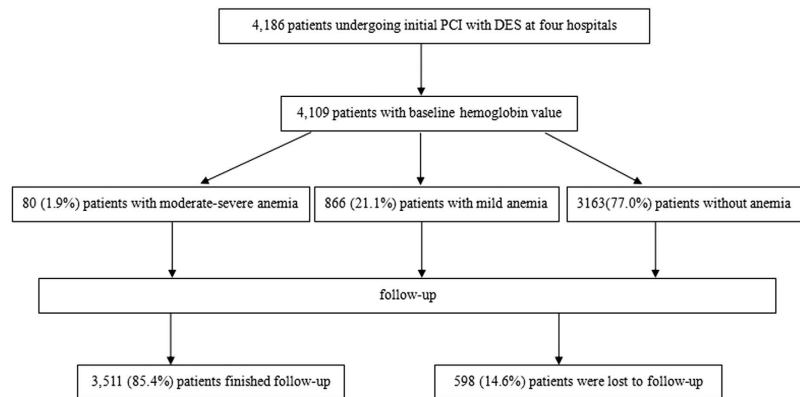 4,186 patients undergoing initial PCI with DES at four hospitals
4,109 patients with baseline hemoglobin value
80 (1.9%) patients with moderate-severe anemia
866 (21.1%) patients with mild anemia
3163(77.0%) patients without anemia
follow-up
3,511 (85.4%) patients finished follow-up
598 (14.6%) patients were lost to follow-up